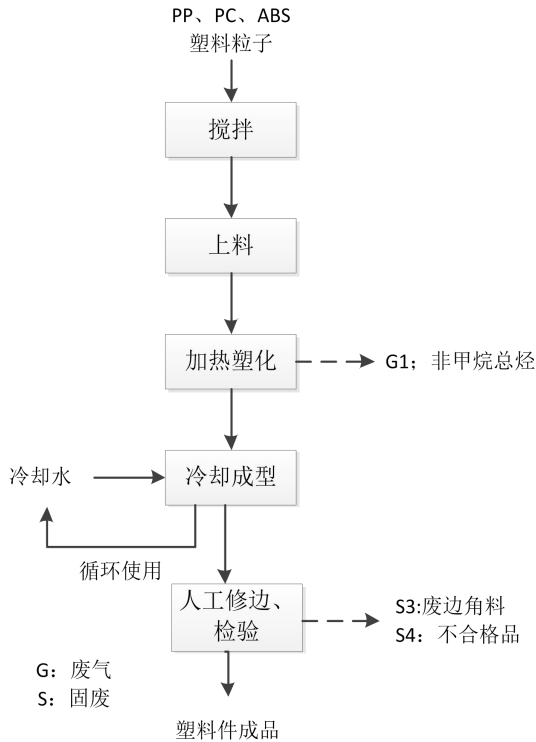 PP、PC、ABS
塑料粒子
搅拌
上料
加热塑化
G1；非甲烷总烃
冷却水
冷却成型
循环使用
人工修边、
检验
S3:废边角料
S4：不合格品
G：废气
S：固废
塑料件成品